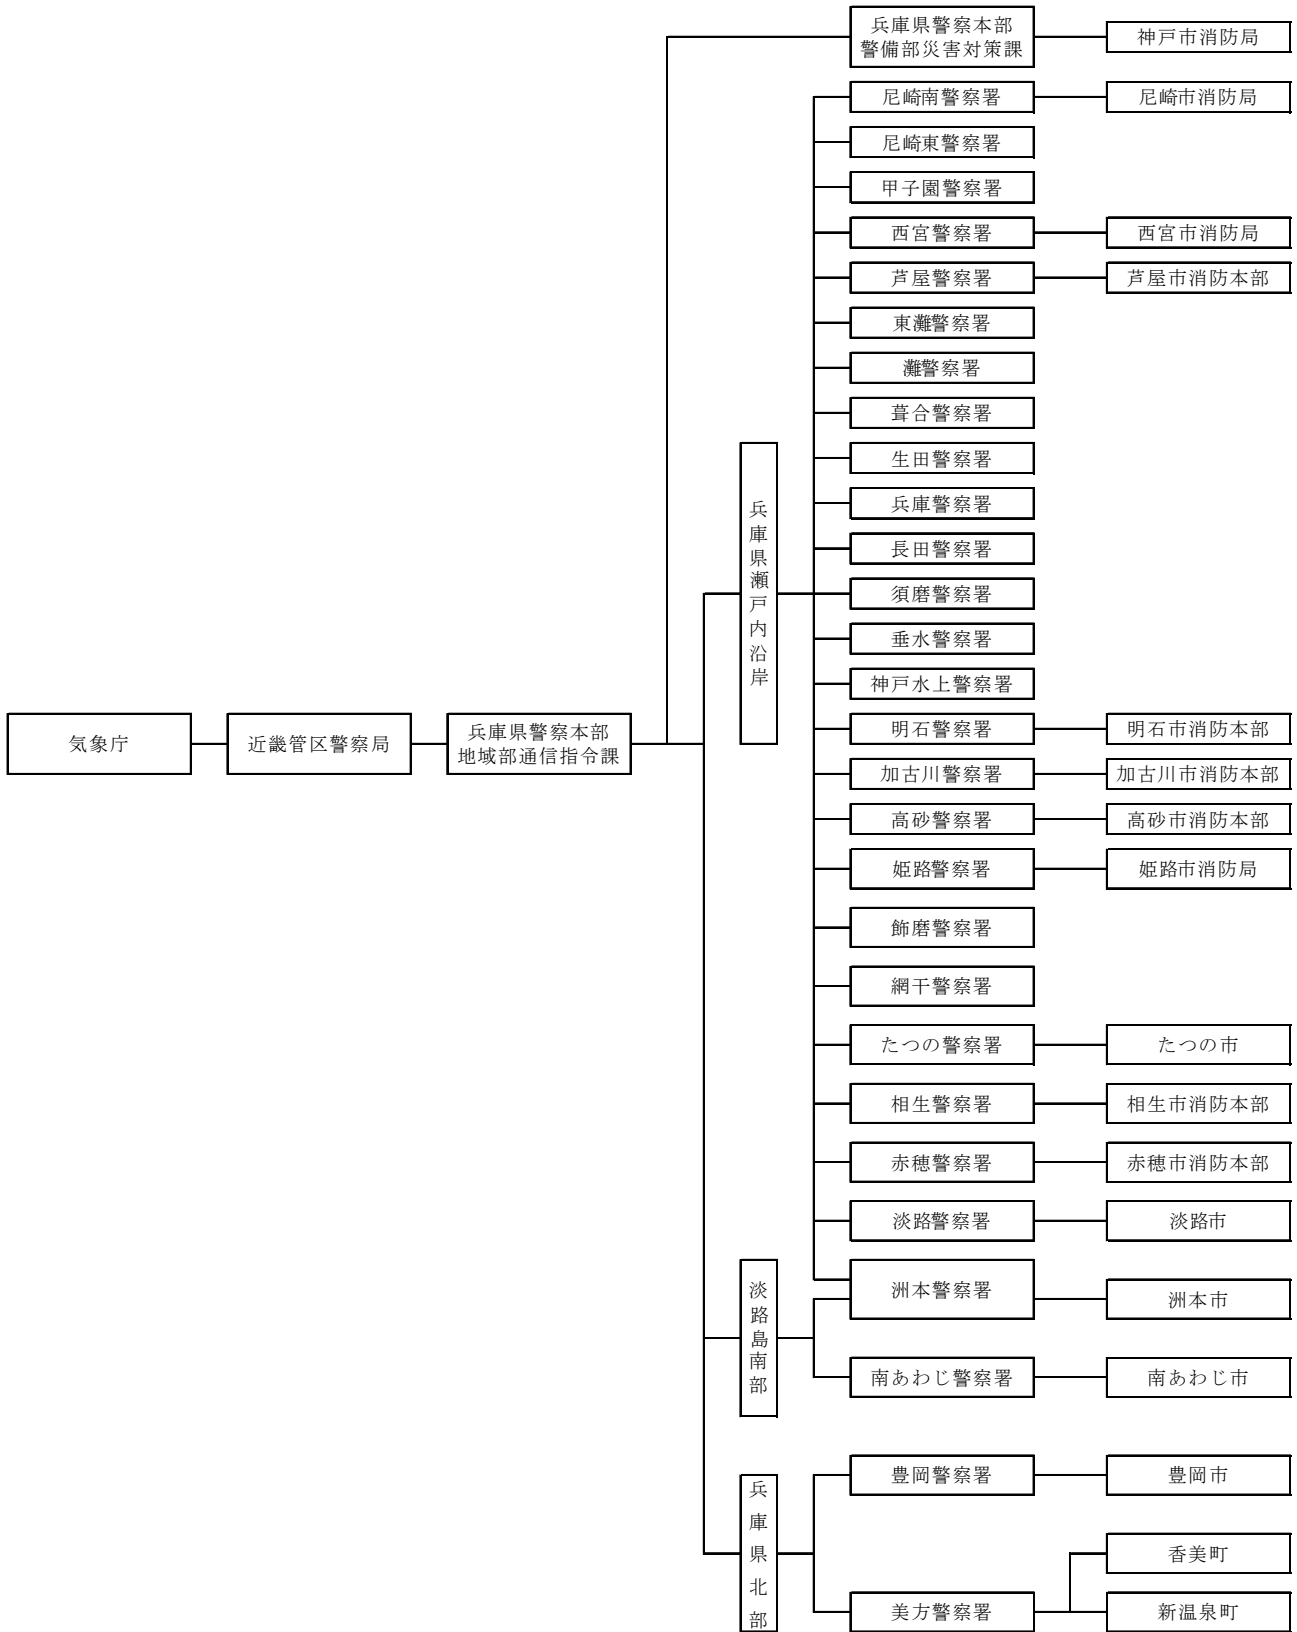 気象庁
近畿管区警察局
兵庫県警察本部
地域部通信指令課
兵庫県警察本部
警備部災害対策課
神戸市消防局
兵庫県瀬戸内沿岸
尼崎南警察署
尼崎市消防局
尼崎東警察署
甲子園警察署
西宮警察署
西宮市消防局
芦屋警察署
芦屋市消防本部
東灘警察署
灘警察署
葺合警察署
生田警察署
兵庫警察署
長田警察署
須磨警察署
垂水警察署
神戸水上警察署
明石警察署
明石市消防本部
加古川警察署
加古川市消防本部
高砂警察署
高砂市消防本部
姫路警察署
姫路市消防局
飾磨警察署
網干警察署
たつの警察署
たつの市
相生警察署
相生市消防本部
赤穂警察署
赤穂市消防本部
淡路警察署
淡路市
淡路島南部
洲本警察署
洲本市
南あわじ警察署
南あわじ市
兵庫県北部
豊岡警察署
豊岡市
美方警察署
香美町
新温泉町